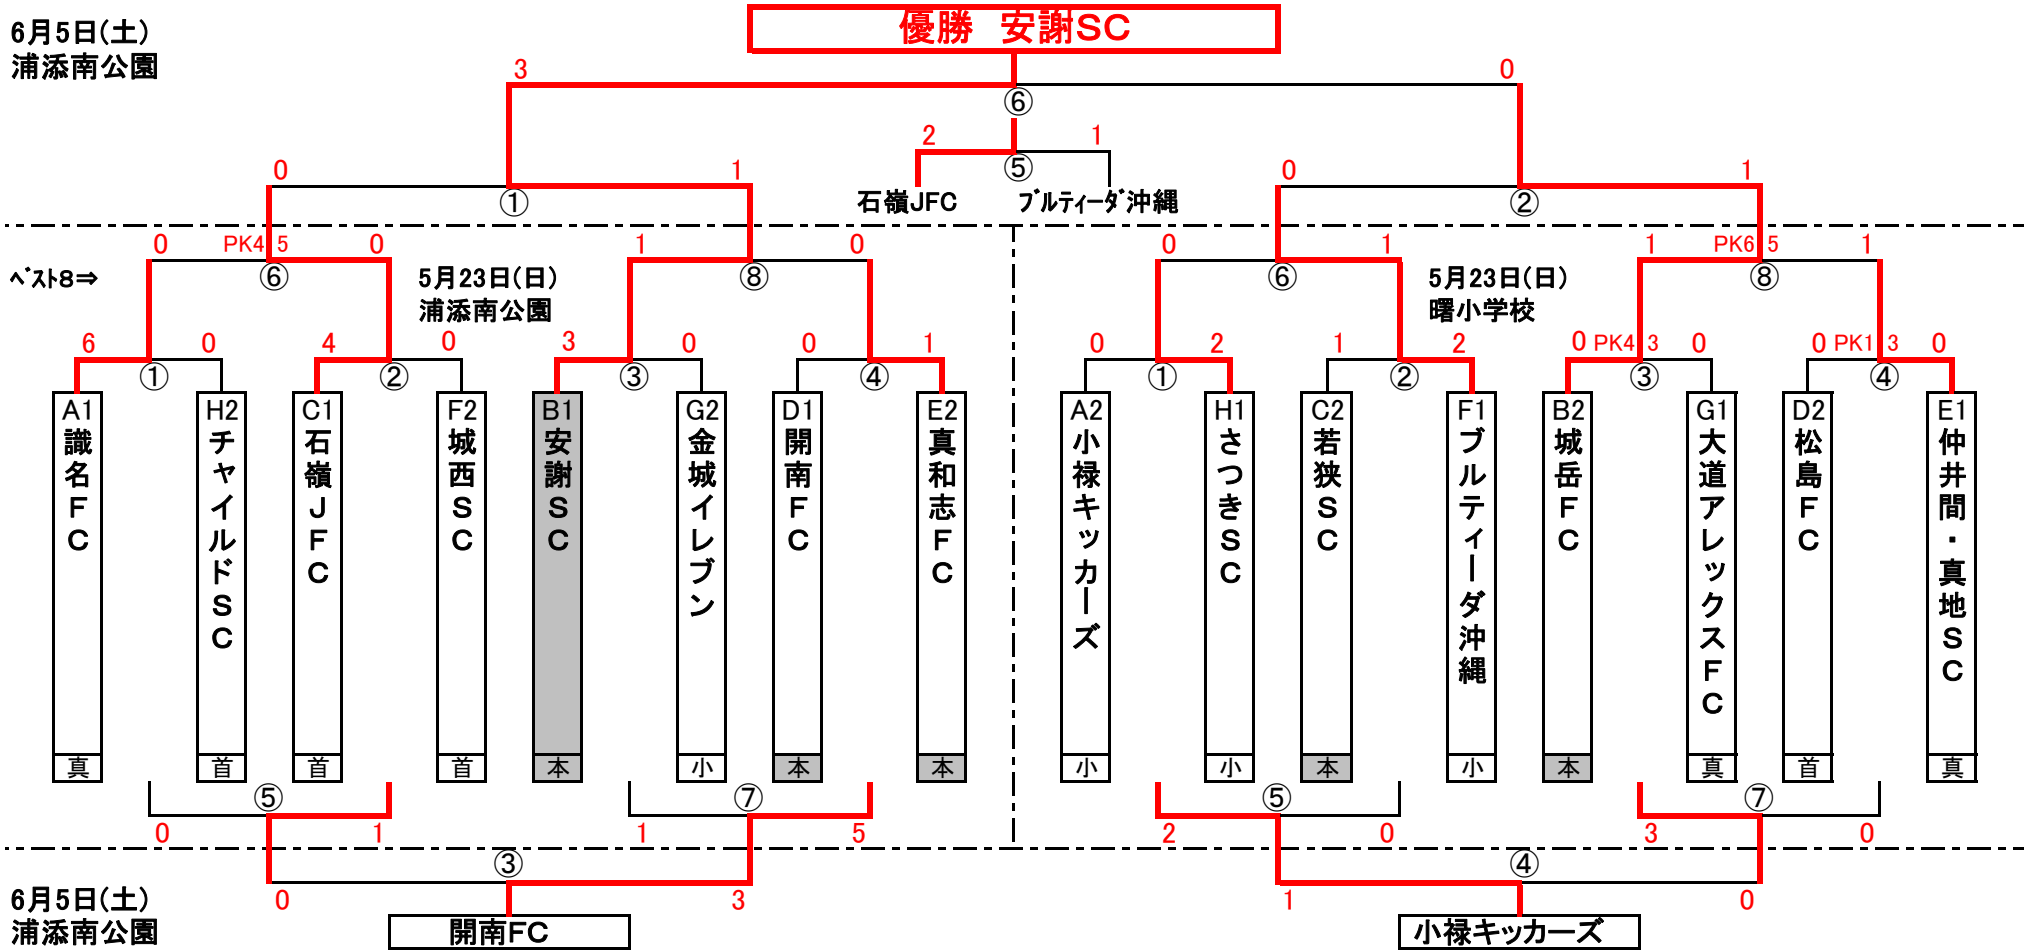 優勝 安謝SC
6月5日(土)
浦添南公園
3
0
⑥
2
1
⑤
石嶺JFC
ブルティーダ沖縄
0
1
①
0
1
②
0
PK4
5
0
⑥
1
0
⑧
0
1
⑥
1
PK6
5
1
⑧
ベスト8⇒
5月23日(日)
浦添南公園
5月23日(日)
曙小学校
6
0
①
4
0
②
3
0
③
0
1
④
0
2
①
1
2
②
0
PK4
3
0
③
0
PK1
3
0
④
A1
識名FC
真
H2
チャイルドSC
首
C1
石嶺JFC
首
F2
城西SC
首
B1
安謝SC
本
G2
金城イレブン
小
D1
開南FC
本
E2
真和志FC
本
A2
小禄キッカーズ
小
H1
さつきSC
小
C2
若狭SC
本
F1
ブルティーダ沖縄
小
B2
城岳FC
本
G1
大道アレックスFC
真
D2
松島FC
首
E1
仲井間・真地SC
真
⑤
0
1
⑦
1
5
⑤
2
0
⑦
3
0
③
0
3
④
1
0
6月5日(土)
浦添南公園
開南FC
小禄キッカーズ